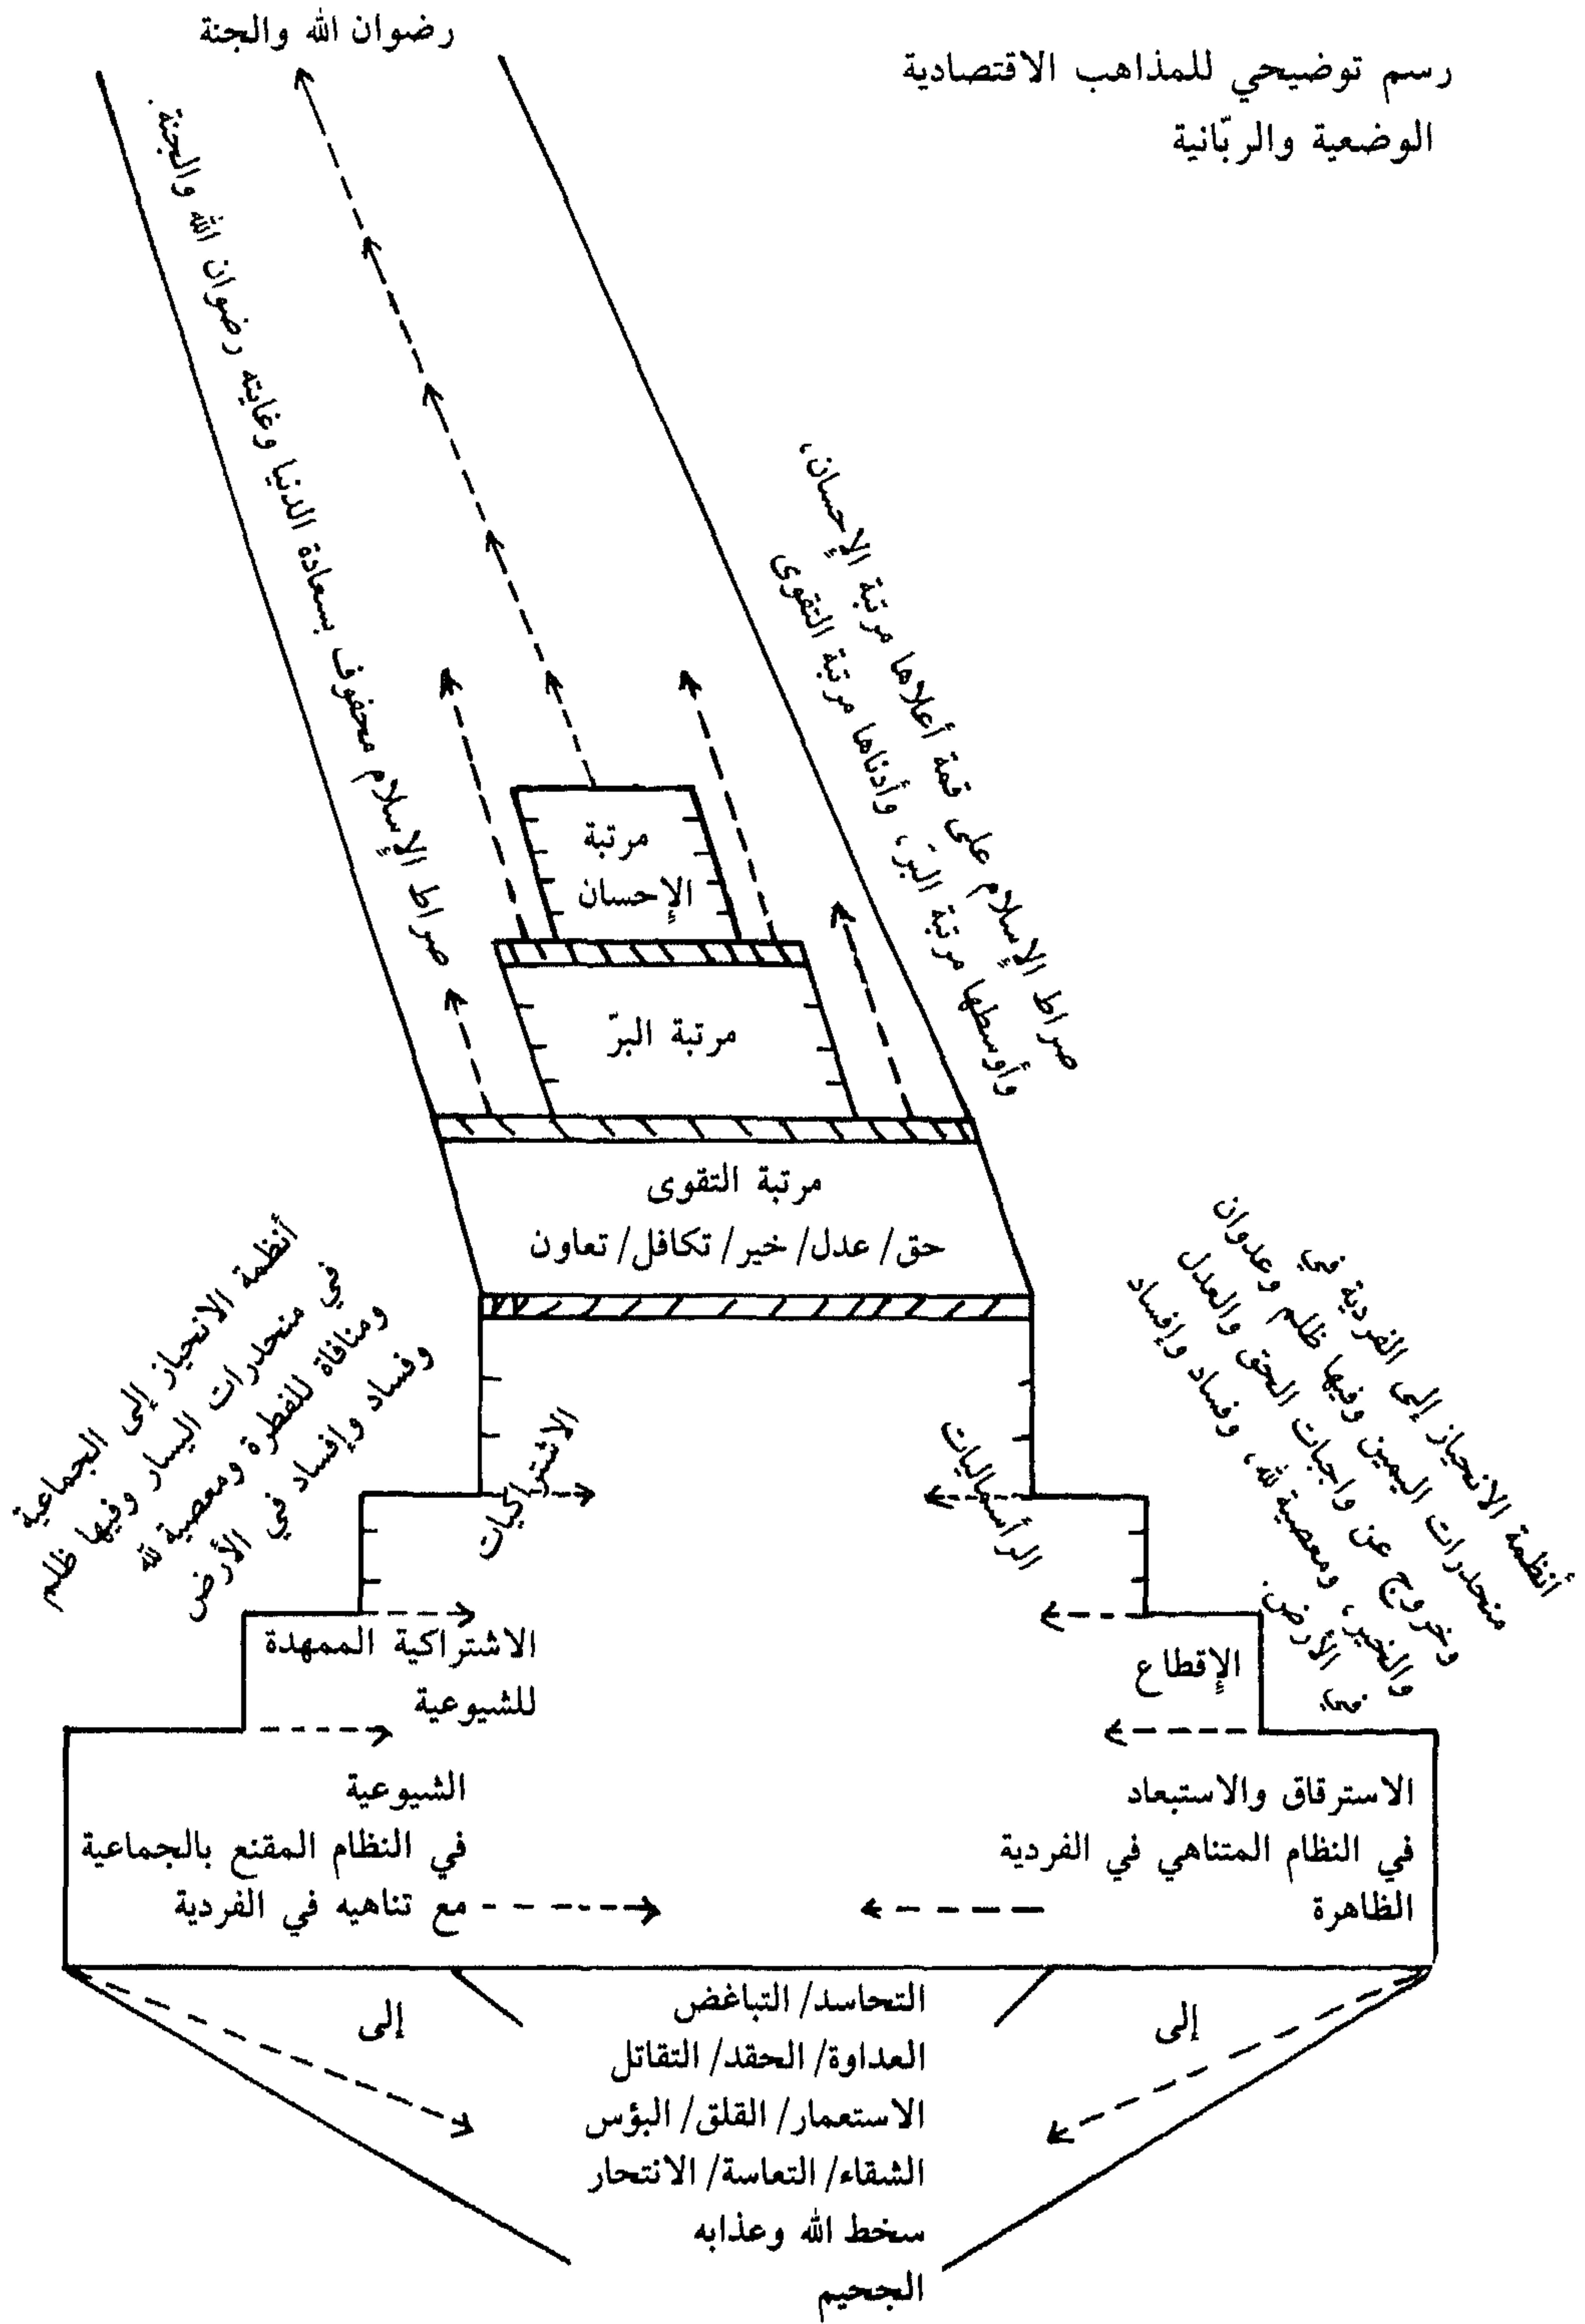 رسم توضيحي للمذاهب الاقتصادية
الوضعية والربّانية
رضوان الله والجنة
صراط الإسلام محفوف بسعادة الدنيا وغايته رضوان الله والجنة.
صراط الإسلام على قمة أعلاها مرتبة الإحسان،
وأوسطها مرتبة البرّ، وأدناها مرتبة التقوى
مرتبة
الإحسان
مرتبة البرّ
مرتبة التقوى
حق/ عدل/ خير/ تكافل/ تعاون
أنظمة الانحياز إلى الفردية في
منحدرات اليمين وفيها ظلم وعدوان
وخروج عن واجبات الحق والعدل
والخير، ومعصية لله، وفساد وإفساد
في الأرض.
أنظمة الانحياز إلى الجماعية
في منحدرات اليسار وفيها ظلم
ومنافاة للفطرة ومعصية لله
وفساد وإفساد في الأرض
الرأسماليات
الاشتراكيات
الإقطاع
الاشتراكية الممهدة
للشيوعية
الاسترقاق والاستبعاد
في النظام المتناهي في الفردية
الظاهرة
الشيوعية
في النظام المقنع بالجماعية
مع تناهيه في الفردية
إلى
إلى
التحاسد/ التباغض
العداوة/ الحقد/ التقاتل
الاستعمار/ القلق/ البؤس
الشقاء/ التعاسة/ الانتحار
سخط الله وعذابه
الجحيم